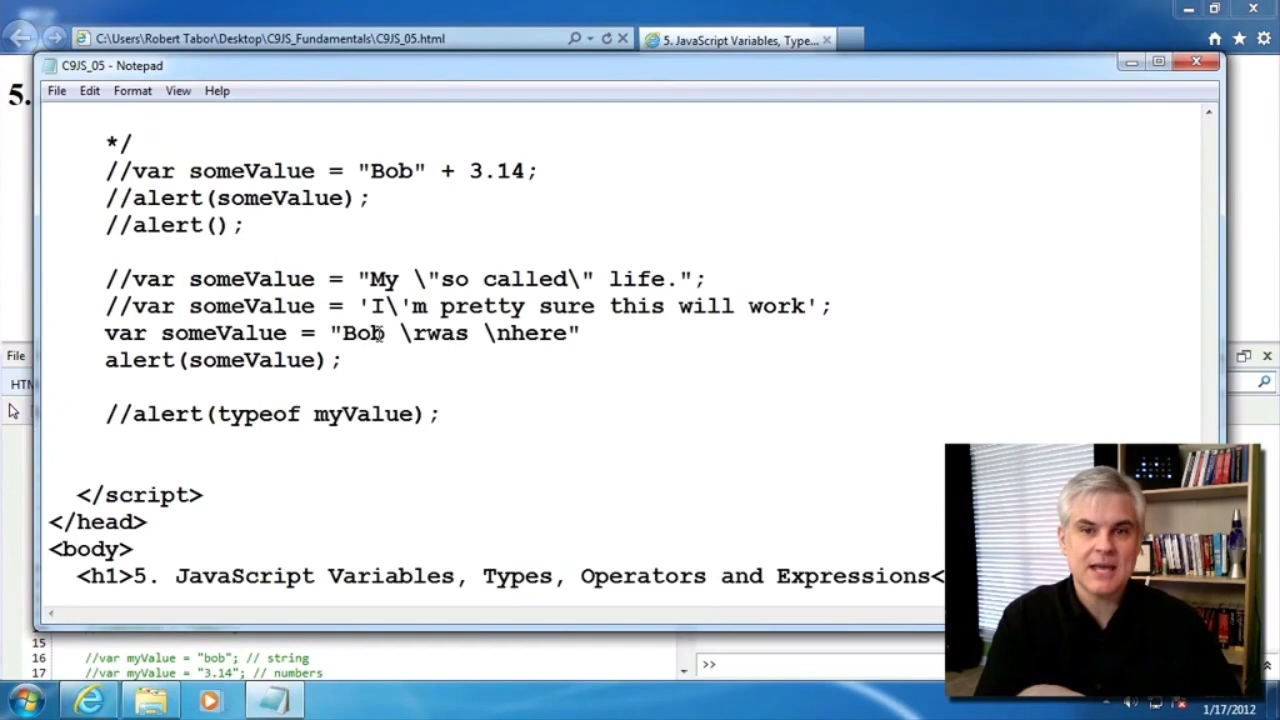 C:\Users\Robert Tabor\Desktop\C9JS_Fundamentals\C9JS_05.html
5. JavaScript Variables, Type...
C9JS_05 - Notepad
File Edit Format View Help
5.
*/
//var someValue = "Bob" + 3.14;
//alert(someValue);
//alert();
//var someValue = "My \"so called\" life.";
//var someValue = 'I\'m pretty sure this will work';
var someValue = "Bob \rwas \nhere"
alert(someValue);
//alert(typeof myValue);
</script>
</head>
<body>
<h1>5. JavaScript Variables, Types, Operators and Expressions<
File
HTM
15
16 //var myValue = "bob"; // string
17 //var myValue = "3.14"; // numbers
>>
1/17/2012